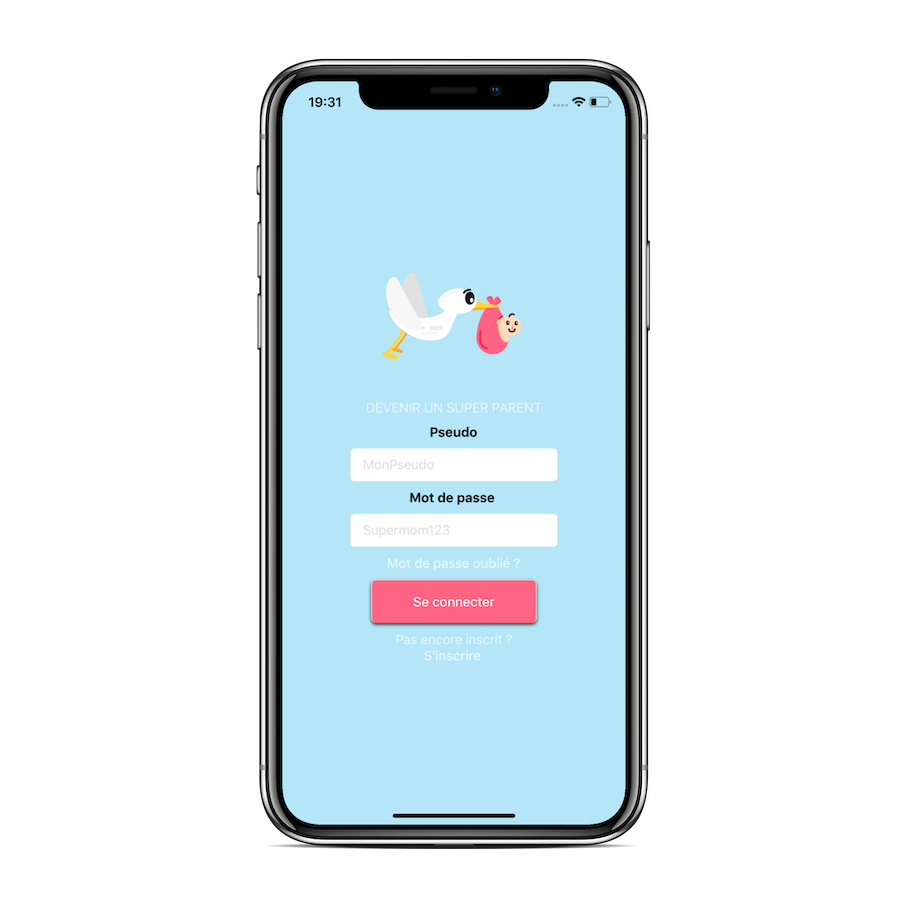 19:31
DEVENIR UN SUPER PARENT
Pseudo
MonPseudo
Mot de passe
Supermom123
Mot de passe oublié ?
Se connecter
Pas encore inscrit ?
S'inscrire